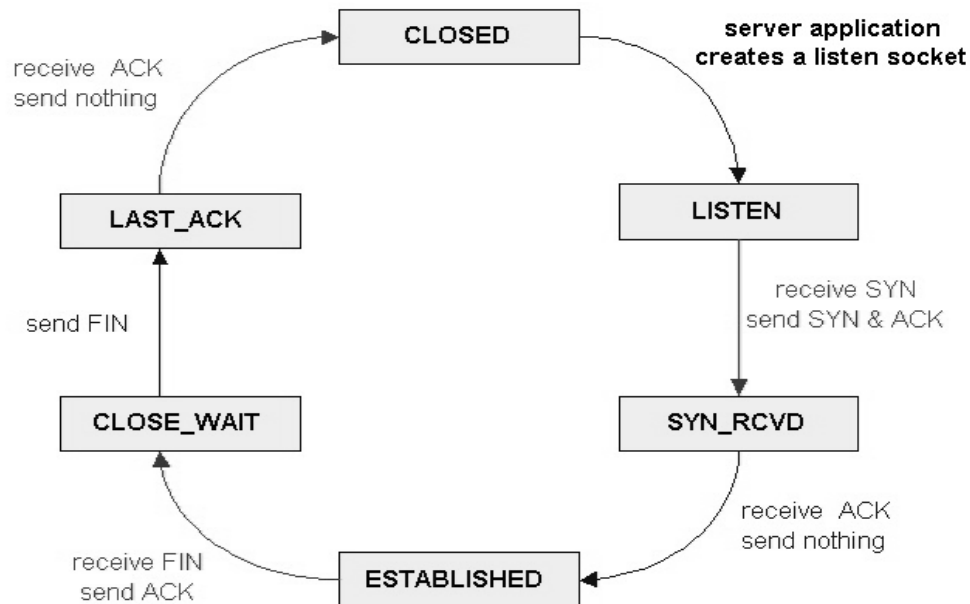 CLOSED
server application
creates a listen socket
receive ACK
send nothing
LAST_ACK
LISTEN
receive SYN
send SYN & ACK
send FIN
CLOSE_WAIT
SYN_RCVD
receive ACK
send nothing
receive FIN
send ACK
ESTABLISHED